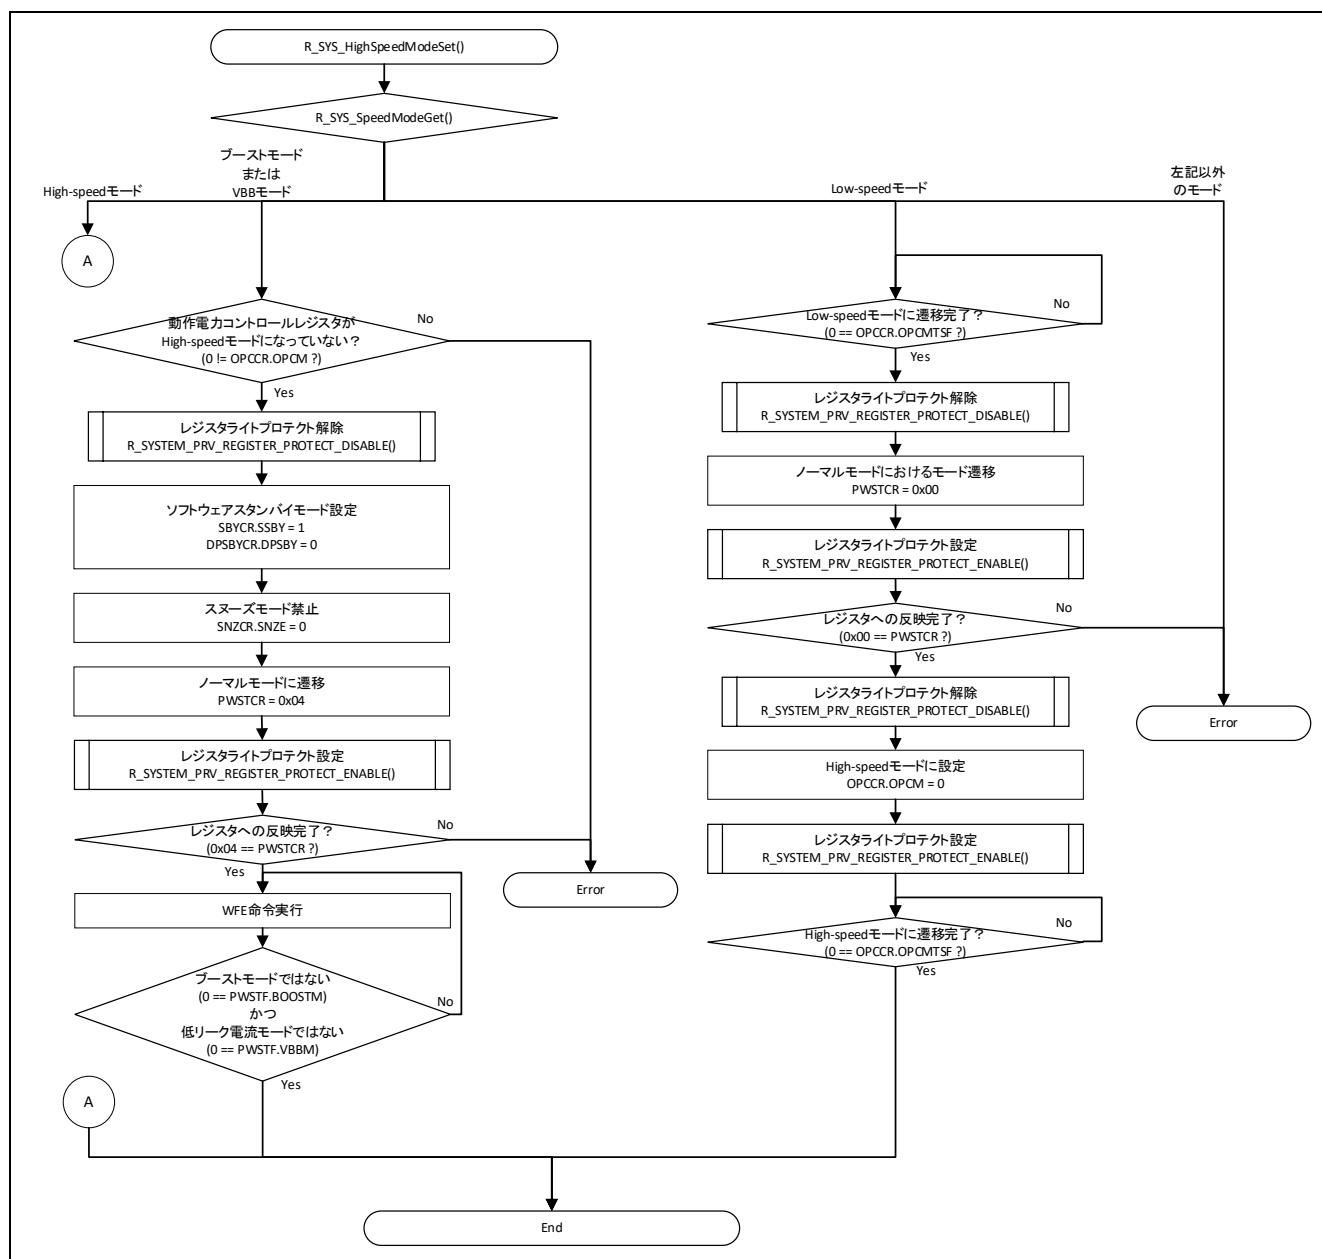 R_SYS_HighSpeedModeSet()
R_SYS_SpeedModeGet()
High-speedモード
ブーストモード
または
VBBモード
Low-speedモード
左記以外
のモード
A
動作電力コントロールレジスタが
High-speedモードになっていない?
(0 != OPCCR.OPCM ?)
No
Yes
レジスタライトプロテクト解除
R_SYSTEM_PRV_REGISTER_PROTECT_DISABLE()
ソフトウェアスタンバイモード設定
SBYCR.SSBY = 1
DPSBYCR.DPSBY = 0
スヌーズモード禁止
SNZCR.SNZE = 0
ノーマルモードに遷移
PWSTCR = 0x04
レジスタライトプロテクト設定
R_SYSTEM_PRV_REGISTER_PROTECT_ENABLE()
レジスタへの反映完了?
(0x04 == PWSTCR ?)
No
Yes
Error
WFE命令実行
ブーストモードではない
(0 == PWSTF.BOOSTM)
かつ
低リーク電流モードではない
(0 == PWSTF.VBBM)
No
Yes
Low-speedモードに遷移完了?
(0 == OPCCR.OPCMTSF ?)
No
Yes
レジスタライトプロテクト解除
R_SYSTEM_PRV_REGISTER_PROTECT_DISABLE()
ノーマルモードにおけるモード遷移
PWSTCR = 0x00
レジスタライトプロテクト設定
R_SYSTEM_PRV_REGISTER_PROTECT_ENABLE()
レジスタへの反映完了?
(0x00 == PWSTCR ?)
No
Yes
Error
レジスタライトプロテクト解除
R_SYSTEM_PRV_REGISTER_PROTECT_DISABLE()
High-speedモードに設定
OPCCR.OPCM = 0
レジスタライトプロテクト設定
R_SYSTEM_PRV_REGISTER_PROTECT_ENABLE()
High-speedモードに遷移完了?
(0 == OPCCR.OPCMTSF ?)
No
Yes
A
End